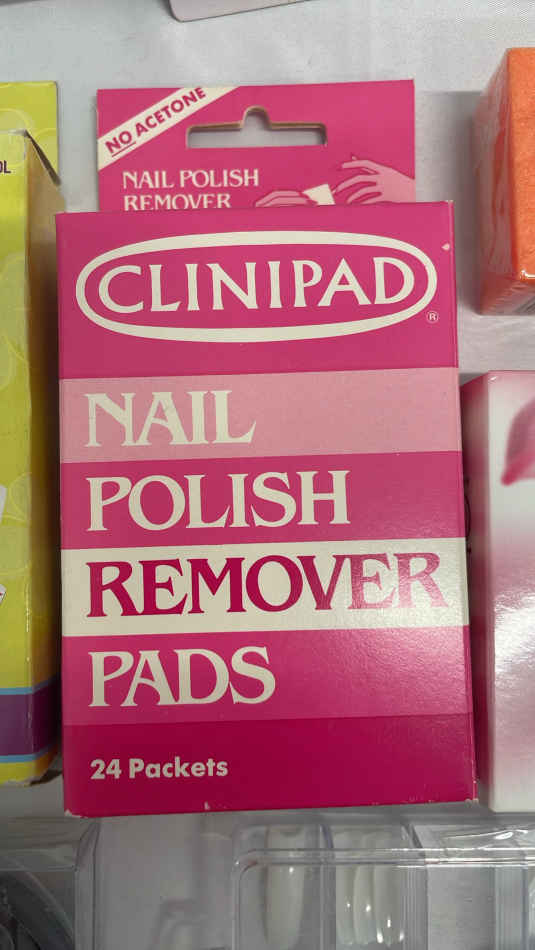 NO ACETONE
NAIL POLISH
REMOVER
CLINIPAD®
NAIL
POLISH
REMOVER
PADS
24 Packets